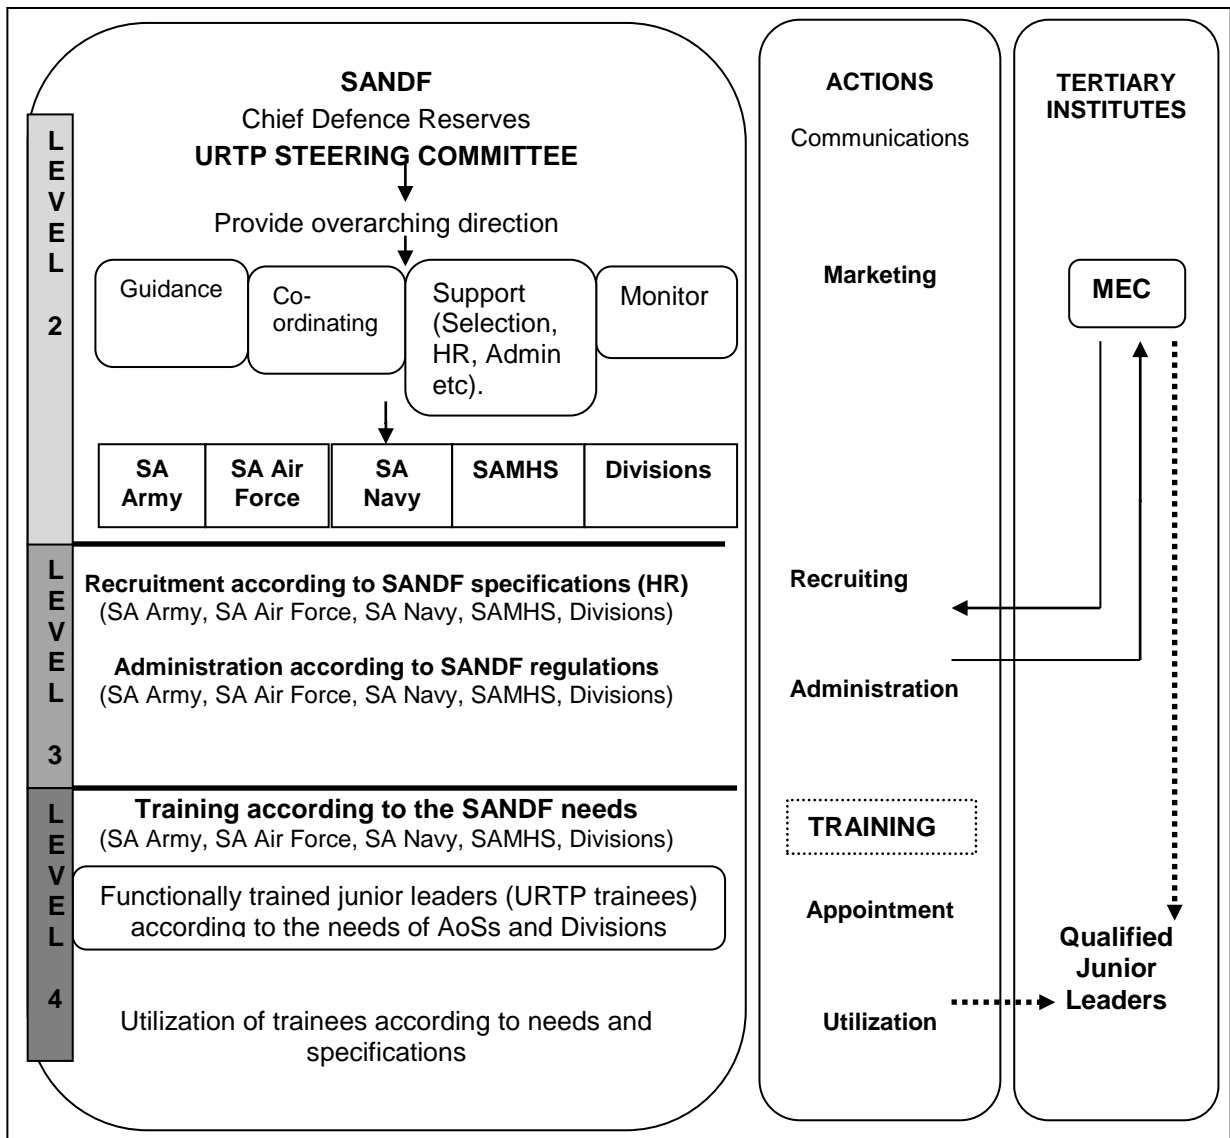 SANDF
Chief Defence Reserves
URTP STEERING COMMITTEE
Provide overarching direction
Guidance
Co-
ordinating
Support
(Selection,
HR, Admin
etc).
Monitor
SA
Army
SA Air
Force
SA
Navy
SAMHS
Divisions
LEVEL 2
Recruitment according to SANDF specifications (HR)
(SA Army, SA Air Force, SA Navy, SAMHS, Divisions)
Administration according to SANDF regulations
(SA Army, SA Air Force, SA Navy, SAMHS, Divisions)
LEVEL 3
Training according to the SANDF needs
(SA Army, SA Air Force, SA Navy, SAMHS, Divisions)
Functionally trained junior leaders (URTP trainees)
according to the needs of AoSs and Divisions
Utilization of trainees according to needs and
specifications
LEVEL 4
ACTIONS
Communications
Marketing
Recruiting
Administration
TRAINING
Appointment
Utilization
TERTIARY
INSTITUTES
MEC
Qualified
Junior
Leaders